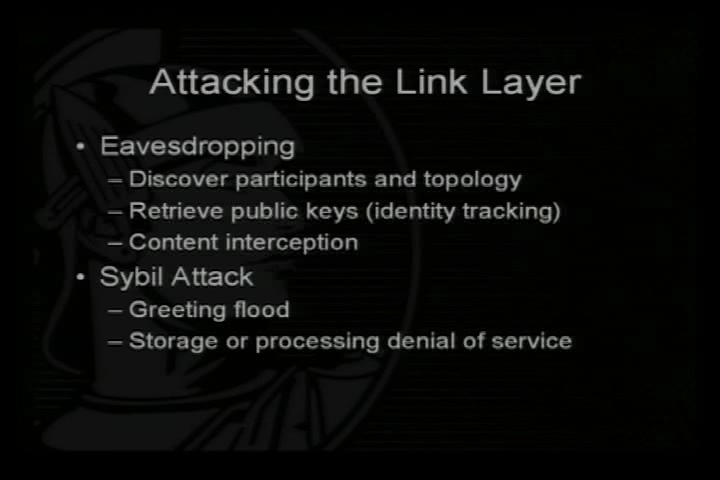 Attacking the Link Layer
• Eavesdropping
– Discover participants and topology
– Retrieve public keys (identity tracking)
– Content interception
• Sybil Attack
– Greeting flood
– Storage or processing denial of service